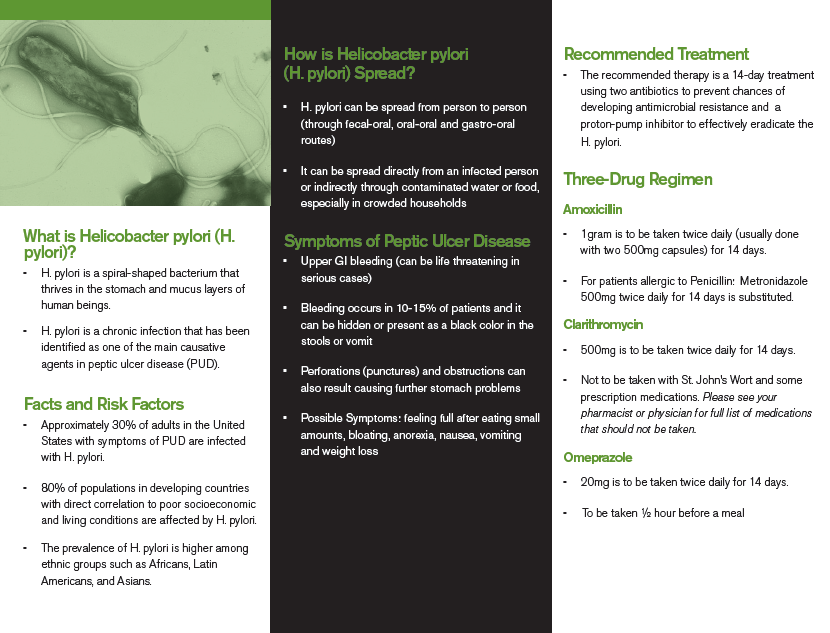 What is Helicobacter pylori (H.
pylori)?
- H. pylori is a spiral-shaped bacterium that
thrives in the stomach and mucus layers of
human beings.
- H. pylori is a chronic infection that has been
identified as one of the main causative
agents in peptic ulcer disease (PUD).
Facts and Risk Factors
- Approximately 30% of adults in the United
States with symptoms of PUD are infected
with H. pylori.
- 80% of populations in developing countries
with direct correlation to poor socioeconomic
and living conditions are affected by H. pylori.
- The prevalence of H. pylori is higher among
ethnic groups such as Africans, Latin
Americans, and Asians.
How is Helicobacter pylori
(H. pylori) Spread?
- H. pylori can be spread from person to person
(through fecal-oral, oral-oral and gastro-oral
routes)
- It can be spread directly from an infected person
or indirectly through contaminated water or food,
especially in crowded households
Symptoms of Peptic Ulcer Disease
- Upper GI bleeding (can be life threatening in
serious cases)
- Bleeding occurs in 10-15% of patients and it
can be hidden or present as a black color in the
stools or vomit
- Perforations (punctures) and obstructions can
also result causing further stomach problems
- Possible Symptoms: feeling full after eating small
amounts, bloating, anorexia, nausea, vomiting
and weight loss
Recommended Treatment
- The recommended therapy is a 14-day treatment
using two antibiotics to prevent chances of
developing antimicrobial resistance and a
proton-pump inhibitor to effectively eradicate the
H. pylori.
Three-Drug Regimen
Amoxicillin
- 1gram is to be taken twice daily (usually done
with two 500mg capsules) for 14 days.
- For patients allergic to Penicillin: Metronidazole
500mg twice daily for 14 days is substituted.
Clarithromycin
- 500mg is to be taken twice daily for 14 days.
- Not to be taken with St. John's Wort and some
prescription medications. Please see your
pharmacist or physician for full list of medications
that should not be taken.
Omeprazole
- 20mg is to be taken twice daily for 14 days.
- To be taken ½ hour before a meal